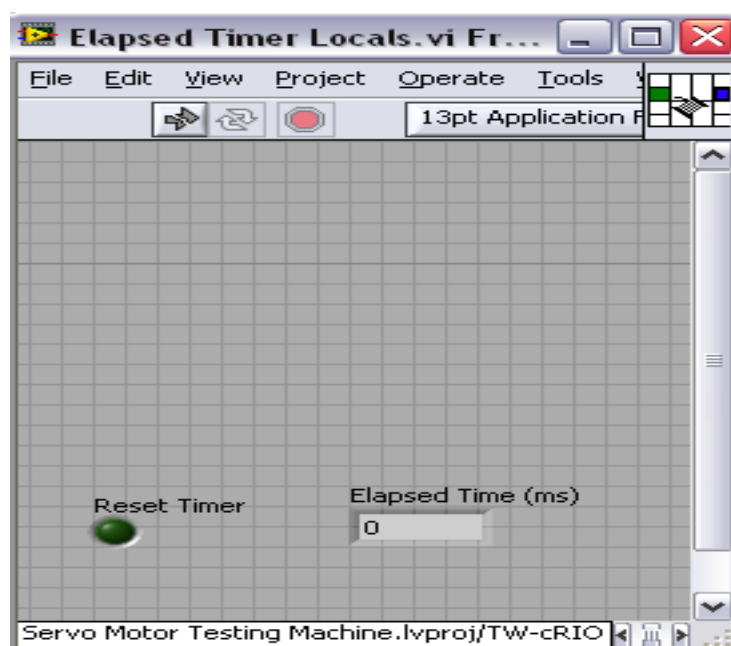 Elapsed Timer Locals.vi Fr...
File Edit View Project Operate Tools
13pt Application F
Reset Timer
Elapsed Time (ms)
0
Servo Motor Testing Machine.lvproj/TW-cRIO